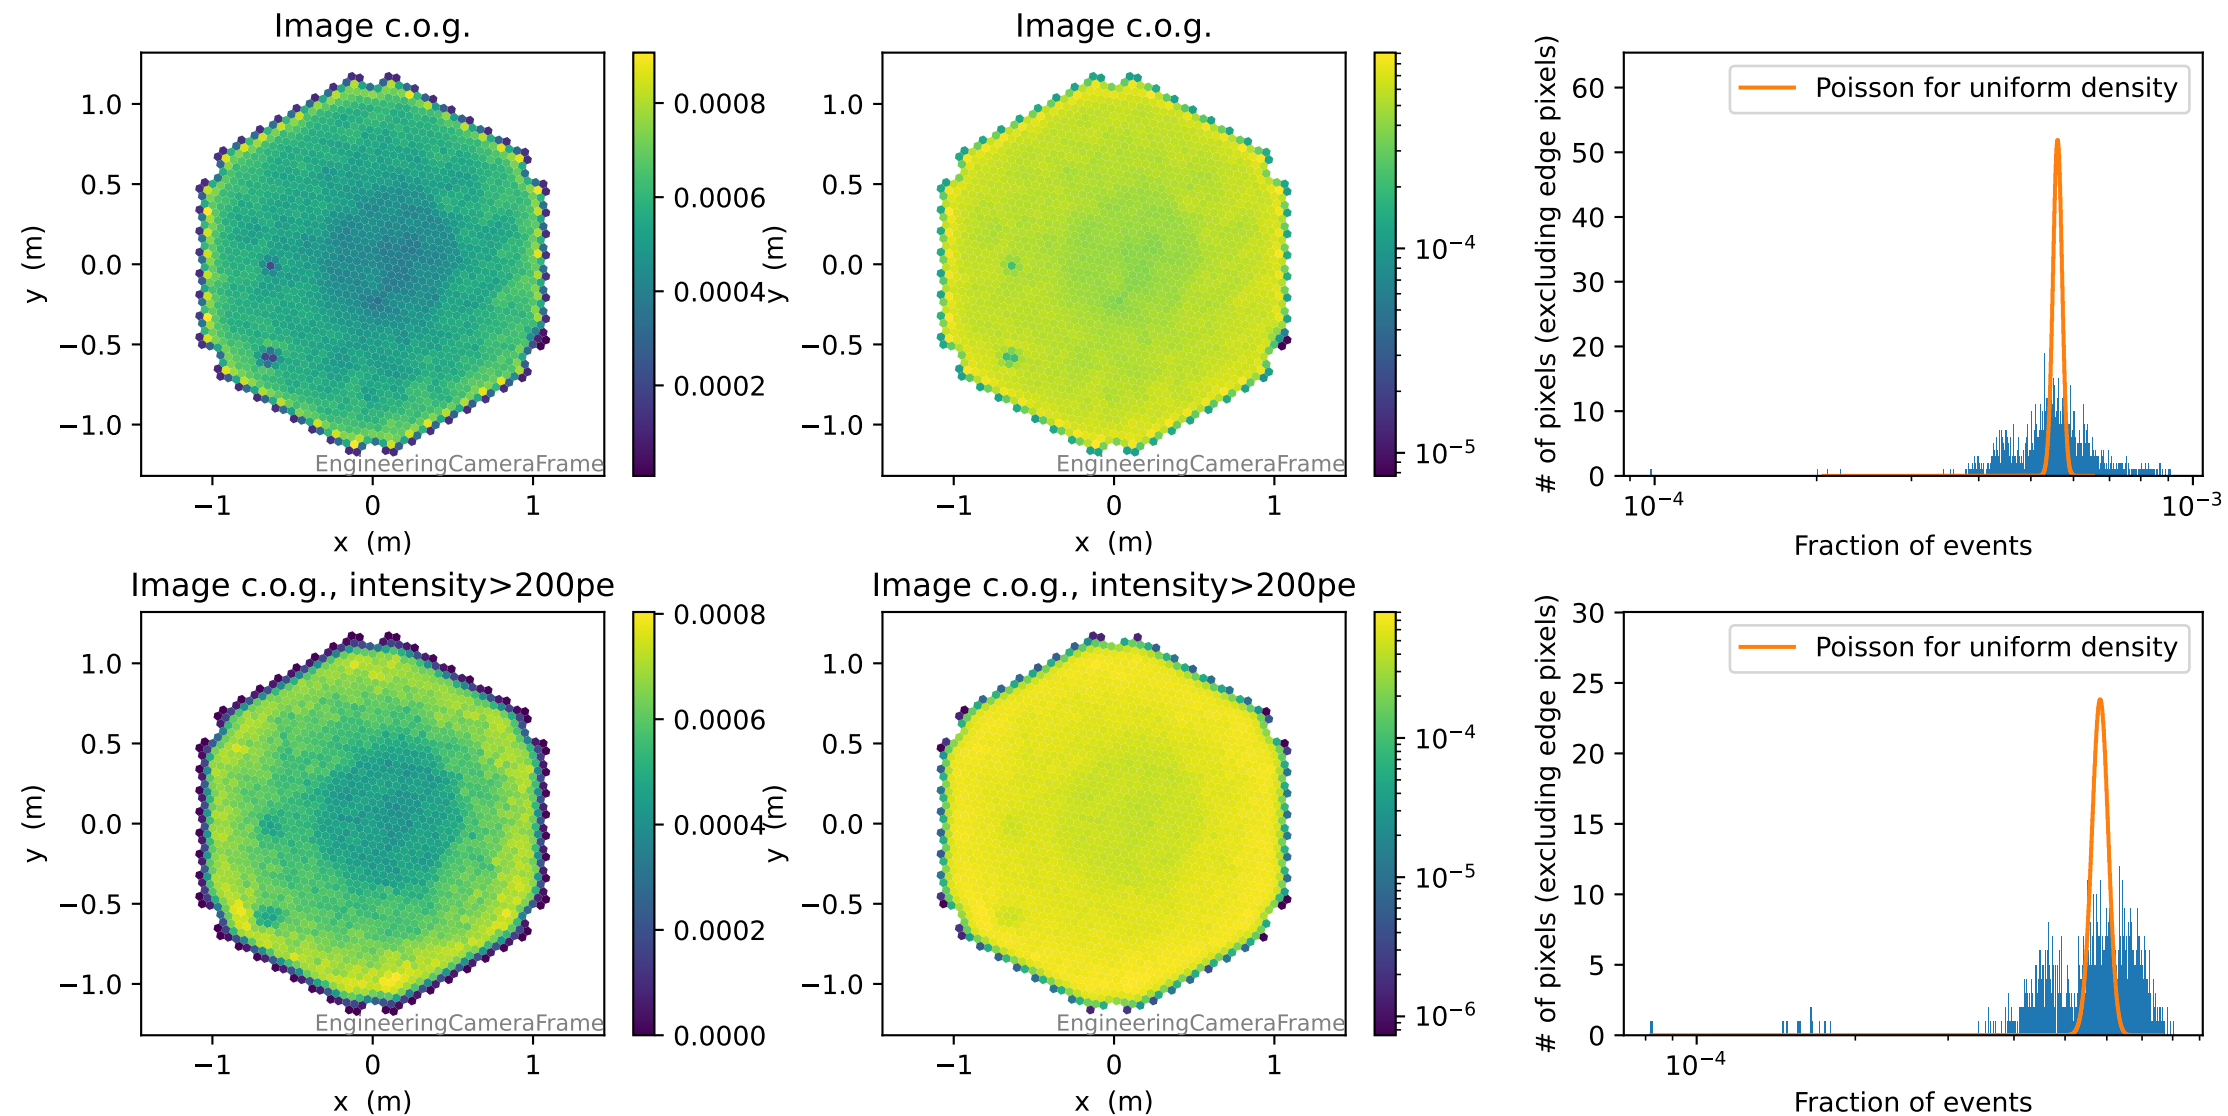 Image c.o.g.
1.0
0.5
0.0
−0.5
−1.0
y (m)
−1
0
1
x (m)
EngineeringCameraFrame
0.0008
0.0006
0.0004
0.0002
Image c.o.g.
1.0
0.5
0.0
−0.5
−1.0
y (m)
−1
0
1
x (m)
EngineeringCameraFrame
10⁻⁴
10⁻⁵
# of pixels (excluding edge pixels)
60
50
40
30
20
10
0
Poisson for uniform density
10⁻⁴
10⁻³
Fraction of events
Image c.o.g., intensity>200pe
1.0
0.5
0.0
−0.5
−1.0
y (m)
−1
0
1
x (m)
EngineeringCameraFrame
0.0008
0.0006
0.0004
0.0002
0.0000
Image c.o.g., intensity>200pe
1.0
0.5
0.0
−0.5
−1.0
y (m)
−1
0
1
x (m)
EngineeringCameraFrame
10⁻⁴
10⁻⁵
10⁻⁶
# of pixels (excluding edge pixels)
30
25
20
15
10
5
0
Poisson for uniform density
10⁻⁴
Fraction of events